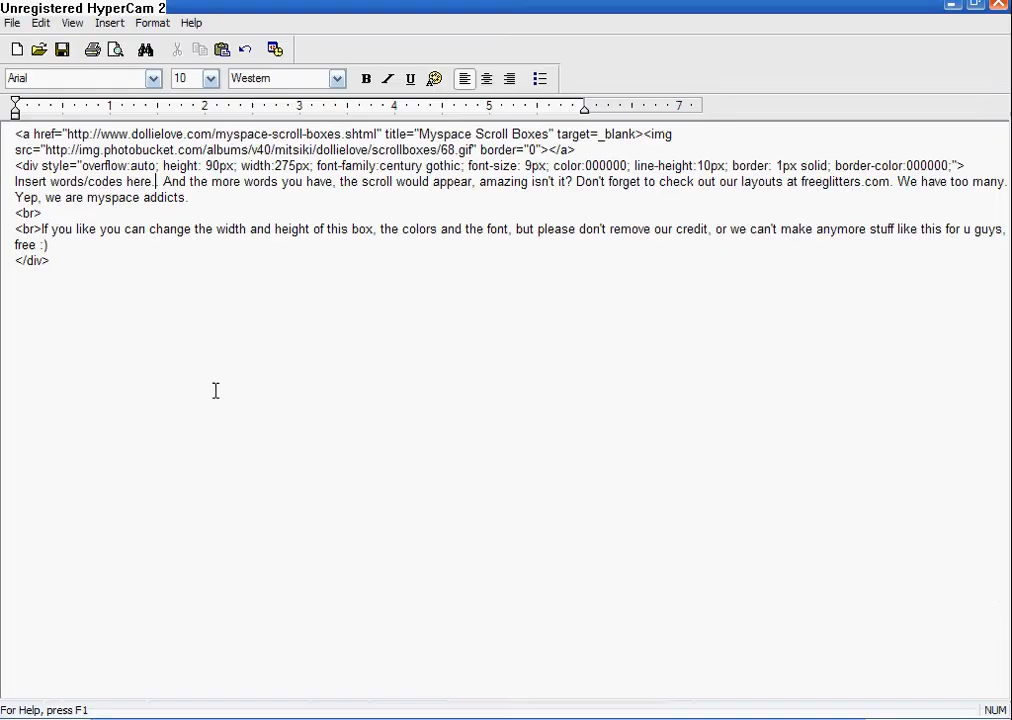 Unregistered HyperCam 2
File Edit View Insert Format Help
Arial 10 Western B I U
1 2 3 4 5 7
<a href="http://www.dollielove.com/myspace-scroll-boxes.shtml" title="Myspace Scroll Boxes" target=_blank><img
src="http://img.photobucket.com/albums/v40/mitsiki/dollielove/scrollboxes/68.gif" border="0"></a>
<div style="overflow:auto; height: 90px; width:275px; font-family:century gothic; font-size: 9px; color:000000; line-height:10px; border: 1px solid; border-color:000000;">
Insert words/codes here. And the more words you have, the scroll would appear, amazing isn't it? Don't forget to check out our layouts at freeglitters.com. We have too many.
Yep, we are myspace addicts.
<br>
<br>If you like you can change the width and height of this box, the colors and the font, but please don't remove our credit, or we can't make anymore stuff like this for u guys,
free :)
</div>
For Help, press F1 NUM